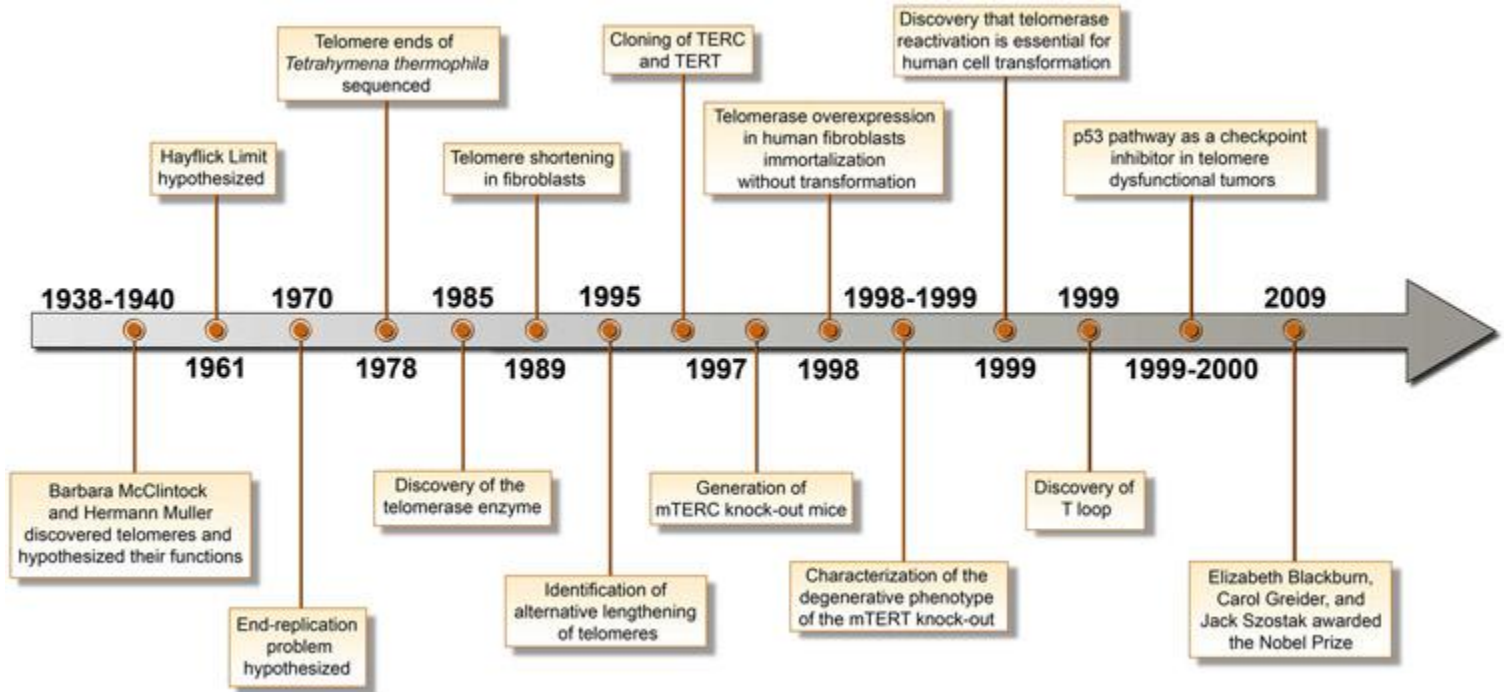 Telomere ends of
Tetrahymena thermophila
sequenced
Cloning of TERC
and TERT
Discovery that telomerase
reactivation is essential for
human cell transformation
Hayflick Limit
hypothesized
Telomere shortening
in fibroblasts
Telomerase overexpression
in human fibroblasts
immortalization
without transformation
p53 pathway as a checkpoint
inhibitor in telomere
dysfunctional tumors
1938-1940
1970
1985
1995
1998-1999
1999
2009
1961
1978
1989
1997
1998
1999
1999-2000
Barbara McClintock
and Hermann Muller
discovered telomeres and
hypothesized their functions
Discovery of the
telomerase enzyme
Generation of
mTERC knock-out mice
Discovery of
T loop
End-replication
problem
hypothesized
Identification of
alternative lengthening
of telomeres
Characterization of the
degenerative phenotype
of the mTERT knock-out
Elizabeth Blackburn,
Carol Greider, and
Jack Szostak awarded
the Nobel Prize